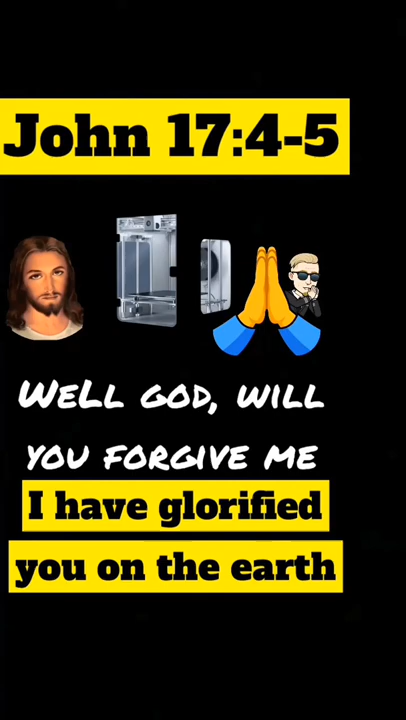 John 17:4-5
WELL GOD, WILL
YOU FORGIVE ME
I have glorified
you on the earth